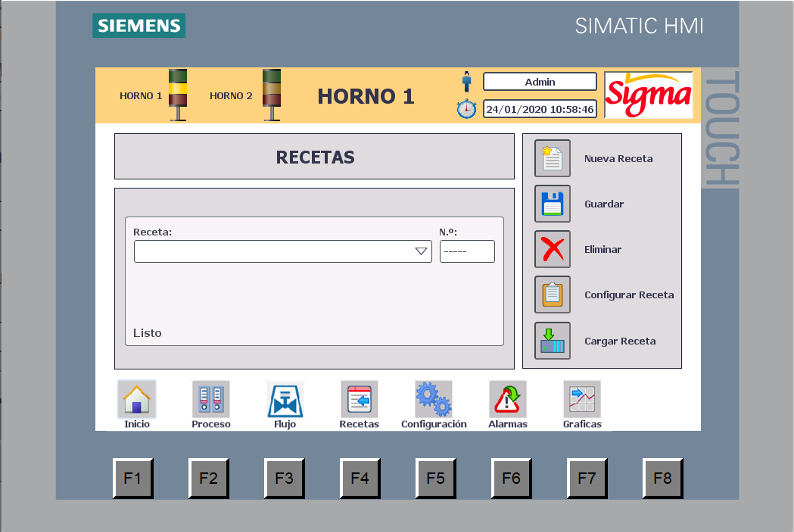 SIEMENS
SIMATIC HMI
TOUCH
HORNO 1
HORNO 2
HORNO 1
Admin
24/01/2020 10:58:46
Sigma
RECETAS
Receta:
N.º:
-----
Listo
Nueva Receta
Guardar
Eliminar
Configurar Receta
Cargar Receta
Inicio
Proceso
Flujo
Recetas
Configuración
Alarmas
Graficas
F1
F2
F3
F4
F5
F6
F7
F8